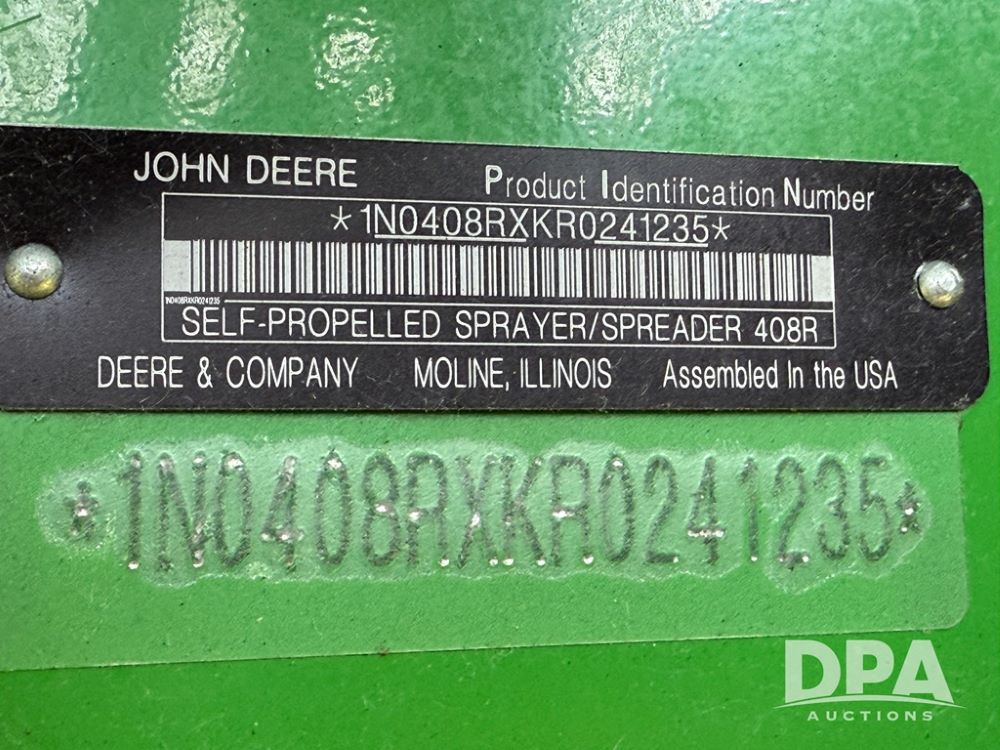 JOHN DEERE Product Identification Number
*1N0408RXKR0241235*
1N0408RXKR0241235
SELF-PROPELLED SPRAYER/SPREADER 408R
DEERE & COMPANY MOLINE, ILLINOIS Assembled In the USA
*1N0408RXKR0241235*
DPA
AUCTIONS